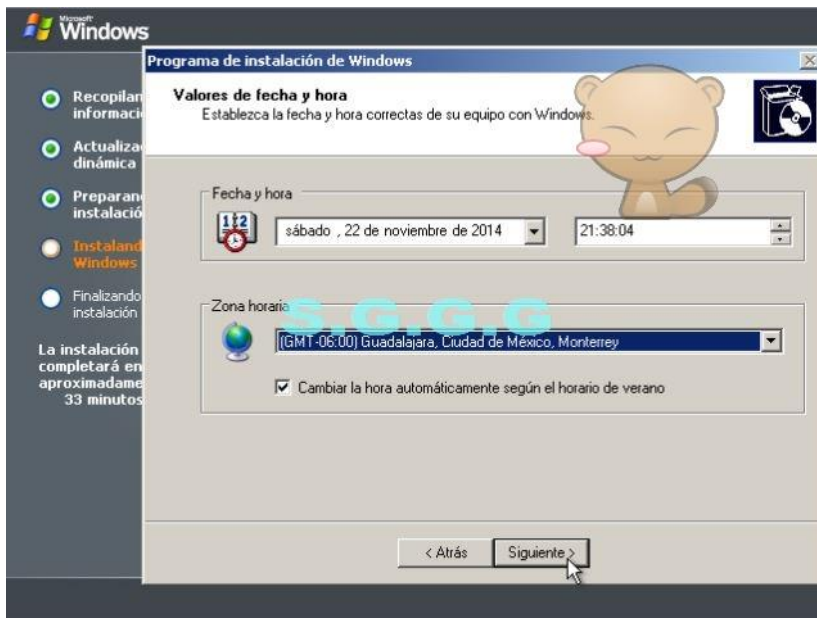 Microsoft
Windows
Programa de instalación de Windows
Valores de fecha y hora
Establezca la fecha y hora correctas de su equipo con Windows.
Recopilan
informaci
Actualiza
dinámica
Preparan
instalació
Instaland
Windows
Finalizando
instalación
La instalación
completará en
aproximadame
33 minutos
Fecha y hora
sábado , 22 de noviembre de 2014
21:38:04
Zona horaria
S.G.G.G
(GMT-06:00) Guadalajara, Ciudad de México, Monterrey
Cambiar la hora automáticamente según el horario de verano
< Atrás
Siguiente >